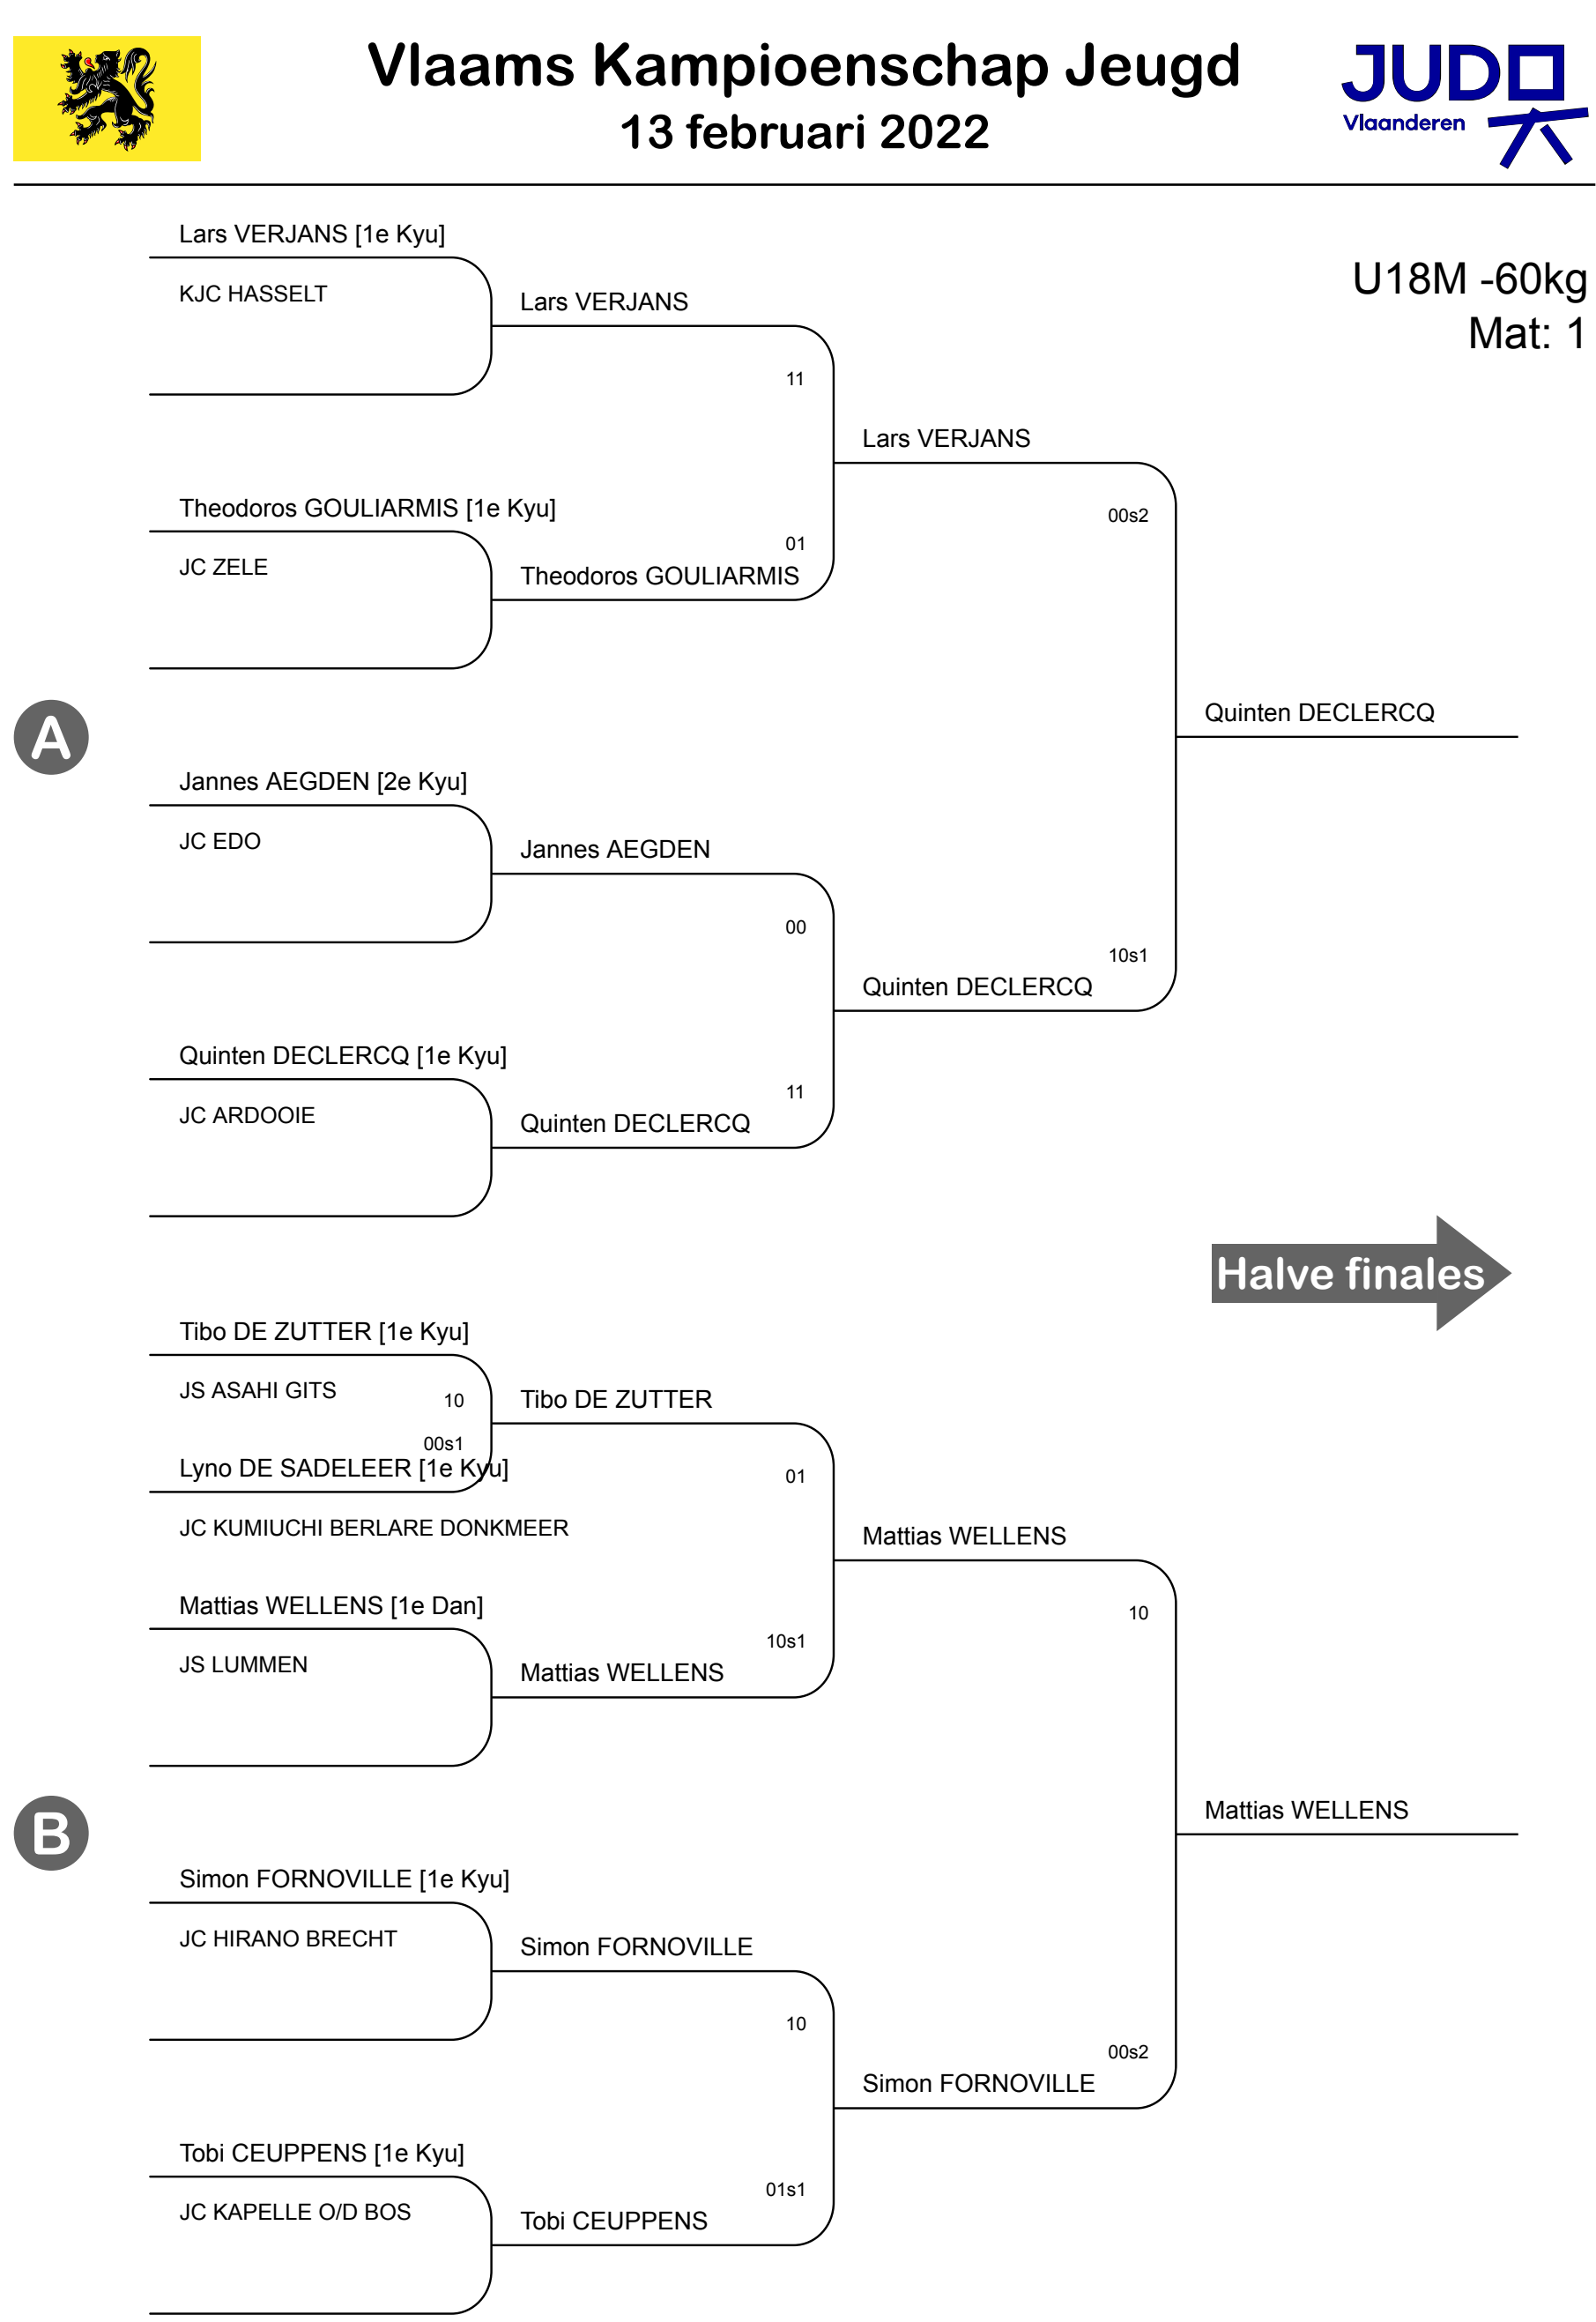 Vlaams Kampioenschap Jeugd
13 februari 2022
JUDO
Vlaanderen
U18M -60kg
Mat: 1
Lars VERJANS [1e Kyu]
KJC HASSELT
Lars VERJANS
11
Lars VERJANS
Theodoros GOULIARMIS [1e Kyu]
00s2
01
JC ZELE
Theodoros GOULIARMIS
A
Quinten DECLERCQ
Jannes AEGDEN [2e Kyu]
JC EDO
Jannes AEGDEN
00
10s1
Quinten DECLERCQ
Quinten DECLERCQ [1e Kyu]
11
JC ARDOOIE
Quinten DECLERCQ
Halve finales
Tibo DE ZUTTER [1e Kyu]
JS ASAHI GITS
10
Tibo DE ZUTTER
00s1
Lyno DE SADELEER [1e Kyu]
01
JC KUMIUCHI BERLARE DONKMEER
Mattias WELLENS
Mattias WELLENS [1e Dan]
10
10s1
JS LUMMEN
Mattias WELLENS
B
Mattias WELLENS
Simon FORNOVILLE [1e Kyu]
JC HIRANO BRECHT
Simon FORNOVILLE
10
00s2
Simon FORNOVILLE
Tobi CEUPPENS [1e Kyu]
01s1
JC KAPELLE O/D BOS
Tobi CEUPPENS